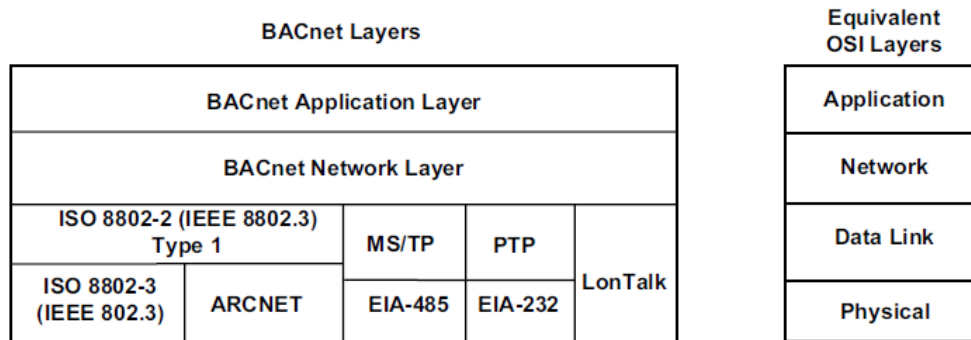 BACnet Layers
Equivalent
OSI Layers
BACnet Application Layer
Application
BACnet Network Layer
Network
ISO 8802-2 (IEEE 8802.3)
Type 1
MS/TP
PTP
LonTalk
Data Link
ISO 8802-3
(IEEE 802.3)
ARCNET
EIA-485
EIA-232
Physical